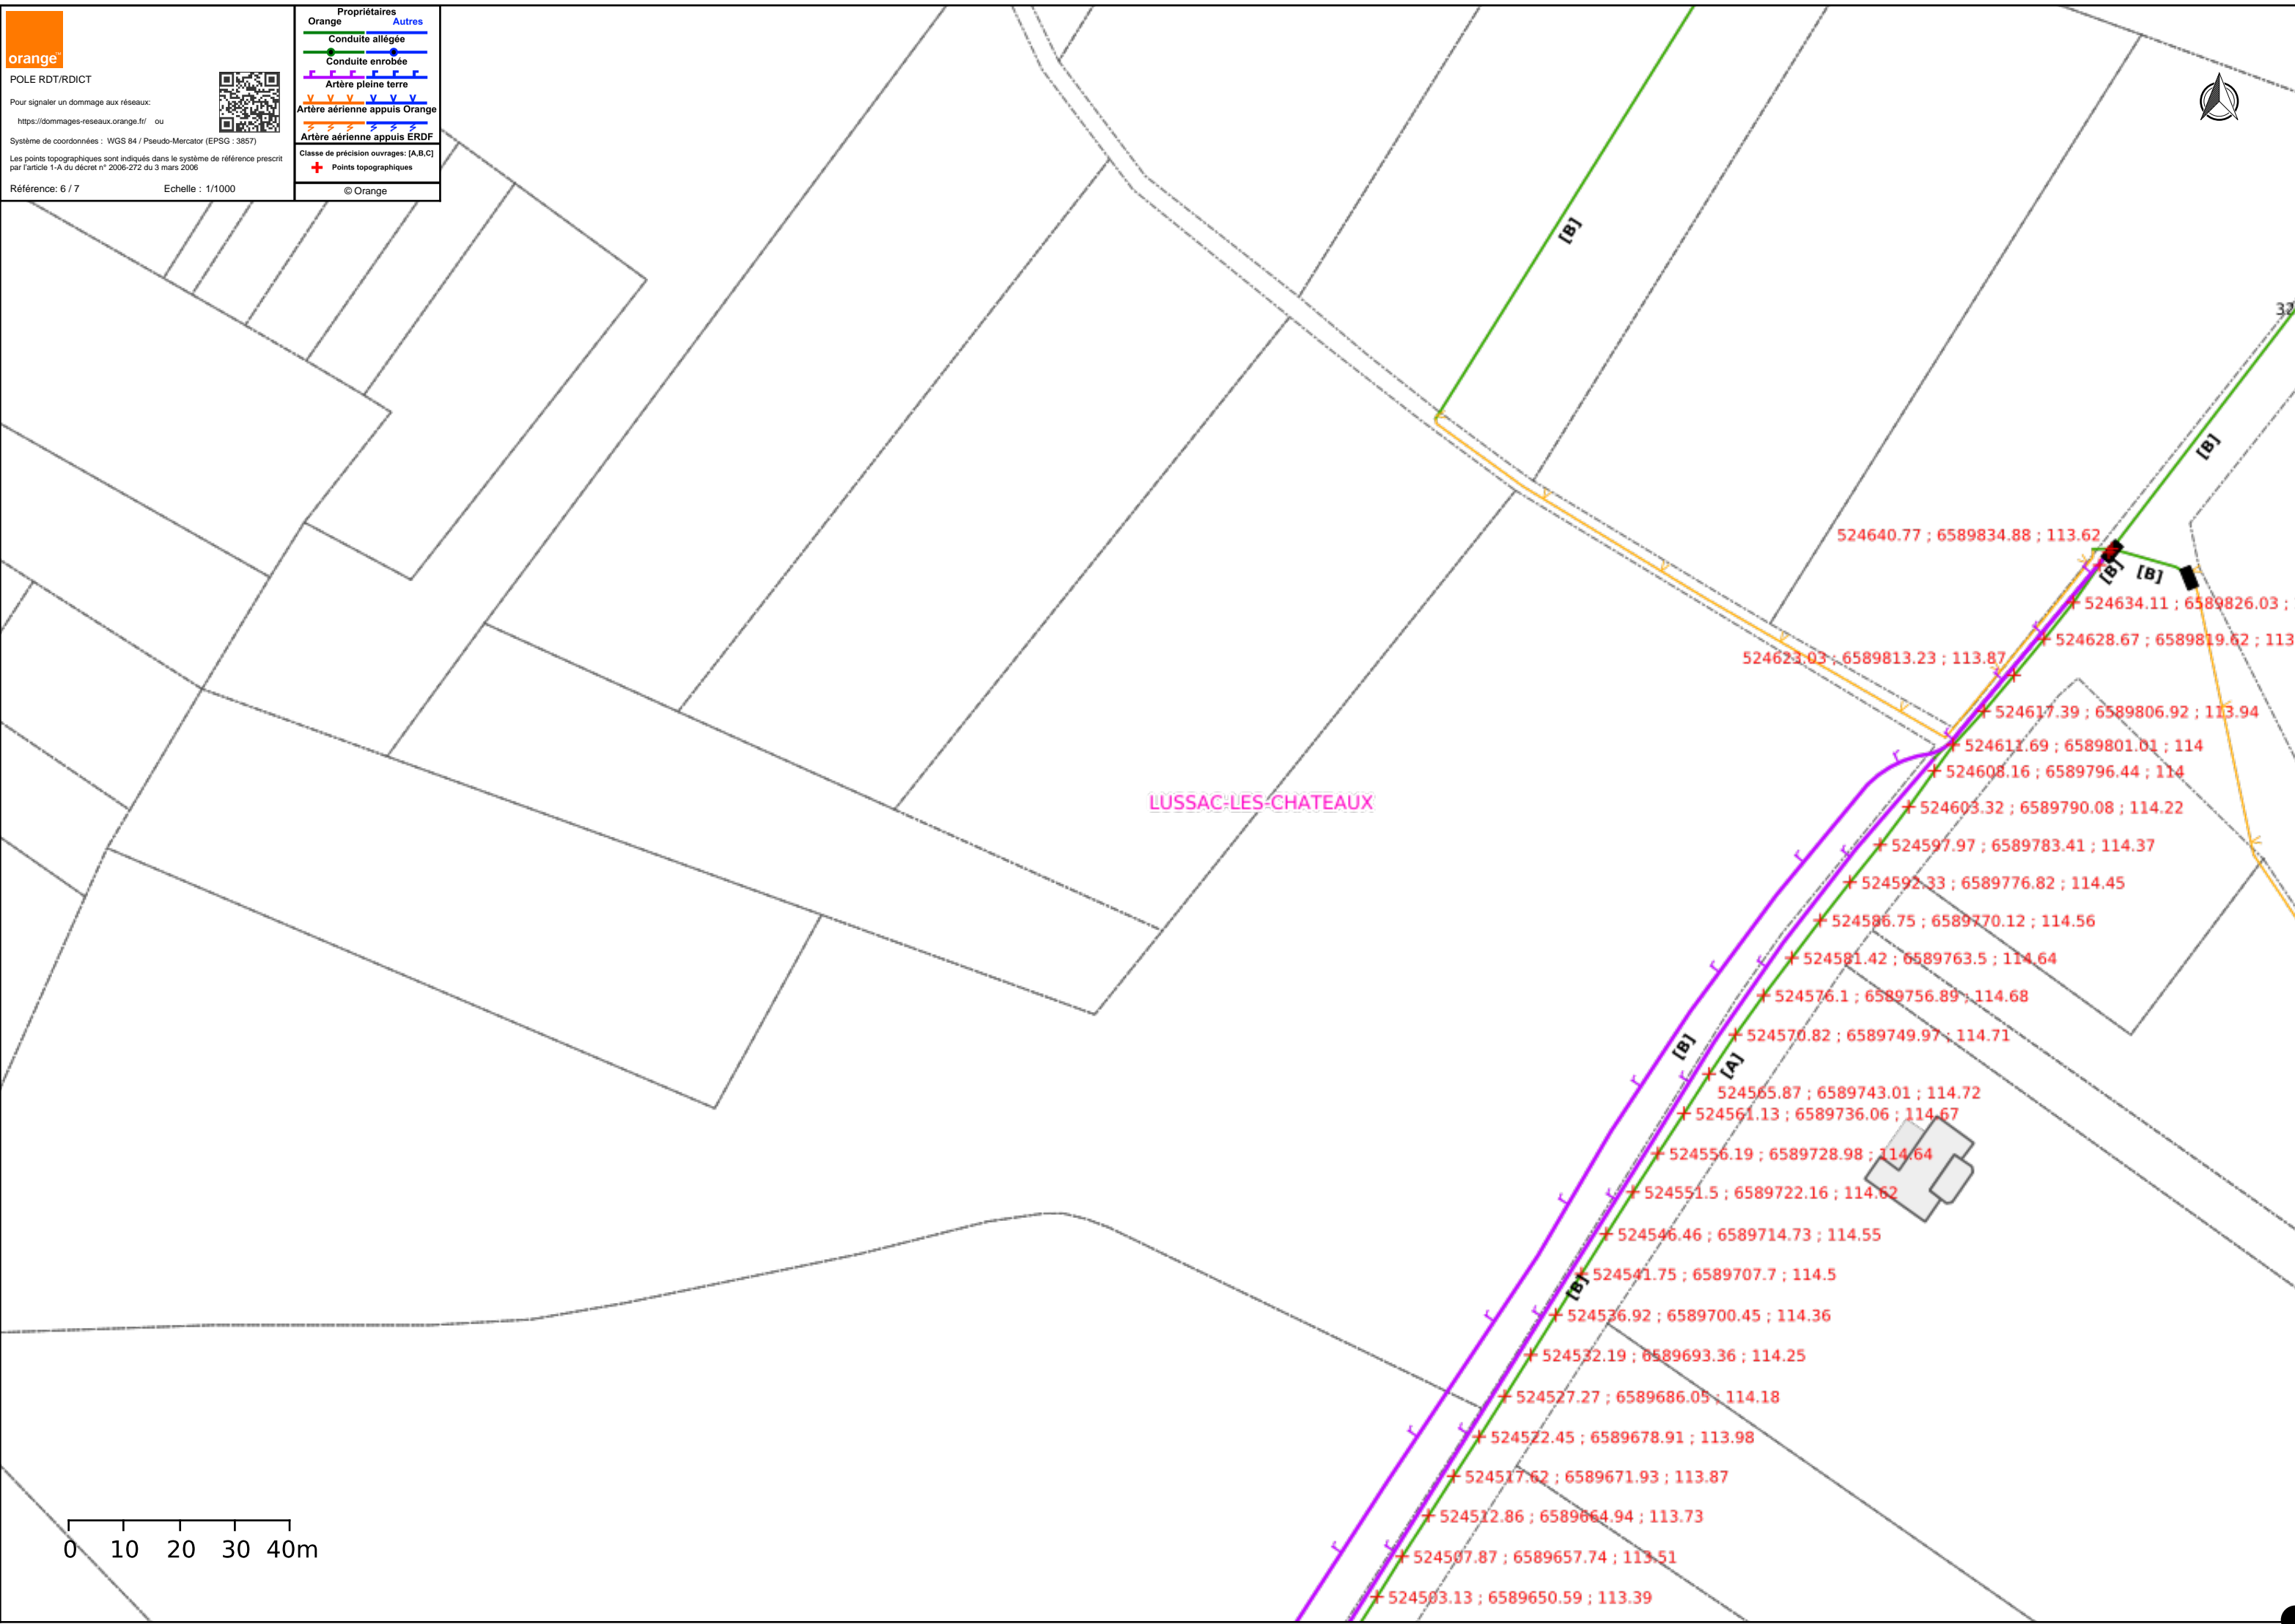 orange™
POLE RDT/RDICT
Pour signaler un dommage aux réseaux:
https://dommages-reseaux.orange.fr/ ou
Système de coordonnées : WGS 84 / Pseudo-Mercator (EPSG : 3857)
Les points topographiques sont indiqués dans le système de référence prescrit
par l'article 1-A du décret n° 2006-272 du 3 mars 2006
Référence: 6 / 7 Echelle : 1/1000
Propriétaires
Orange Autres
Conduite allégée
Conduite enrobée
Artère pleine terre
Artère aérienne appuis Orange
Artère aérienne appuis ERDF
Classe de précision ouvrages: [A,B,C]
Points topographiques
© Orange
[B]
32
[B]
524640.77 ; 6589834.88 ; 113.62
[B]
[B]
524634.11 ; 6589826.03 ;
524628.67 ; 6589819.62 ; 113
524623.03 ; 6589813.23 ; 113.87
524617.39 ; 6589806.92 ; 113.94
524611.69 ; 6589801.01 ; 114
524608.16 ; 6589796.44 ; 114
LUSSAC-LES-CHATEAUX
524603.32 ; 6589790.08 ; 114.22
524597.97 ; 6589783.41 ; 114.37
524592.33 ; 6589776.82 ; 114.45
524586.75 ; 6589770.12 ; 114.56
524581.42 ; 6589763.5 ; 114.64
524576.1 ; 6589756.89 ; 114.68
524570.82 ; 6589749.97 ; 114.71
[B]
[A]
524565.87 ; 6589743.01 ; 114.72
524561.13 ; 6589736.06 ; 114.67
524556.19 ; 6589728.98 ; 114.64
524551.5 ; 6589722.16 ; 114.62
524546.46 ; 6589714.73 ; 114.55
524541.75 ; 6589707.7 ; 114.5
[B]
524536.92 ; 6589700.45 ; 114.36
524532.19 ; 6589693.36 ; 114.25
524527.27 ; 6589686.05 ; 114.18
524522.45 ; 6589678.91 ; 113.98
524517.62 ; 6589671.93 ; 113.87
524512.86 ; 6589664.94 ; 113.73
524507.87 ; 6589657.74 ; 113.51
524503.13 ; 6589650.59 ; 113.39
0 10 20 30 40m